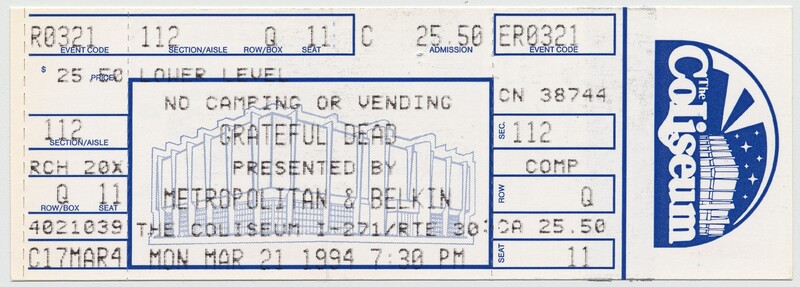 R0321 112 Q 11 C 25.50 ER0321
EVENT CODE SECTION/AISLE ROW/BOX SEAT ADMISSION EVENT CODE
$ 25.50 LOWER LEVEL
PRICE
NO CAMPING OR VENDING CN 38744
112 GRATEFUL DEAD SEC. 112
SECTION/AISLE
RCH 20X PRESENTED BY COMP
Q 11 METROPOLITAN & BELKIN ROW Q
ROW/BOX SEAT
4021039 THE COLISEUM I-271/RTE 303 CA 25.50
C17MAR4 MON MAR 21 1994 7:30 PM SEAT 11
The Coliseum